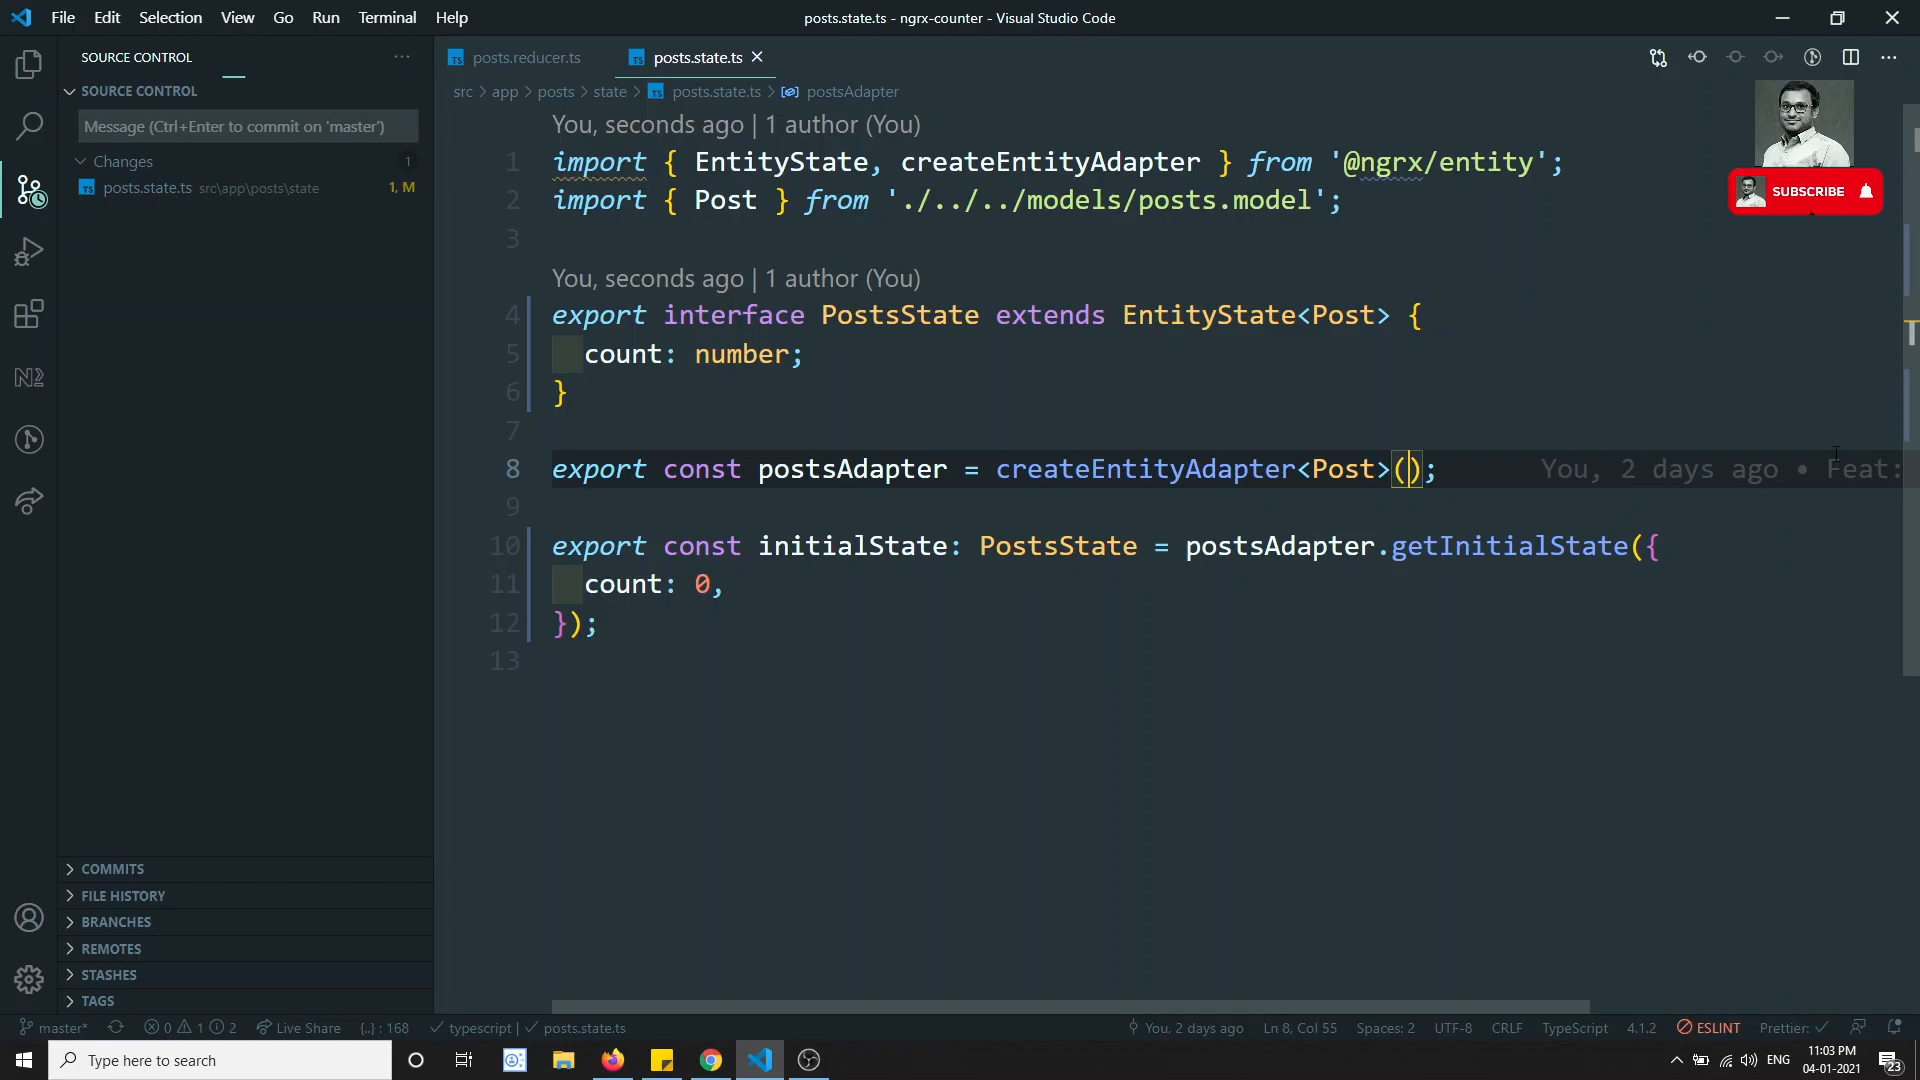 File Edit Selection View Go Run Terminal Help
posts.state.ts - ngrx-counter - Visual Studio Code
SOURCE CONTROL
SOURCE CONTROL
Message (Ctrl+Enter to commit on 'master')
Changes 1
posts.state.ts src\app\posts\state 1, M
COMMITS
FILE HISTORY
BRANCHES
REMOTES
STASHES
TAGS
posts.reducer.ts
posts.state.ts
src > app > posts > state > posts.state.ts > postsAdapter
You, seconds ago | 1 author (You)
1 import { EntityState, createEntityAdapter } from '@ngrx/entity';
2 import { Post } from './../../models/posts.model';
3
You, seconds ago | 1 author (You)
4 export interface PostsState extends EntityState<Post> {
5 count: number;
6 }
7
8 export const postsAdapter = createEntityAdapter<Post>(); You, 2 days ago • Feat:
9
10 export const initialState: PostsState = postsAdapter.getInitialState({
11 count: 0,
12 });
13
SUBSCRIBE
master* 0 1 2 Live Share {..} : 168 typescript | posts.state.ts
You, 2 days ago Ln 8, Col 55 Spaces: 2 UTF-8 CRLF TypeScript 4.1.2 ESLINT Prettier:
Type here to search
ENG
11:03 PM
04-01-2021
23